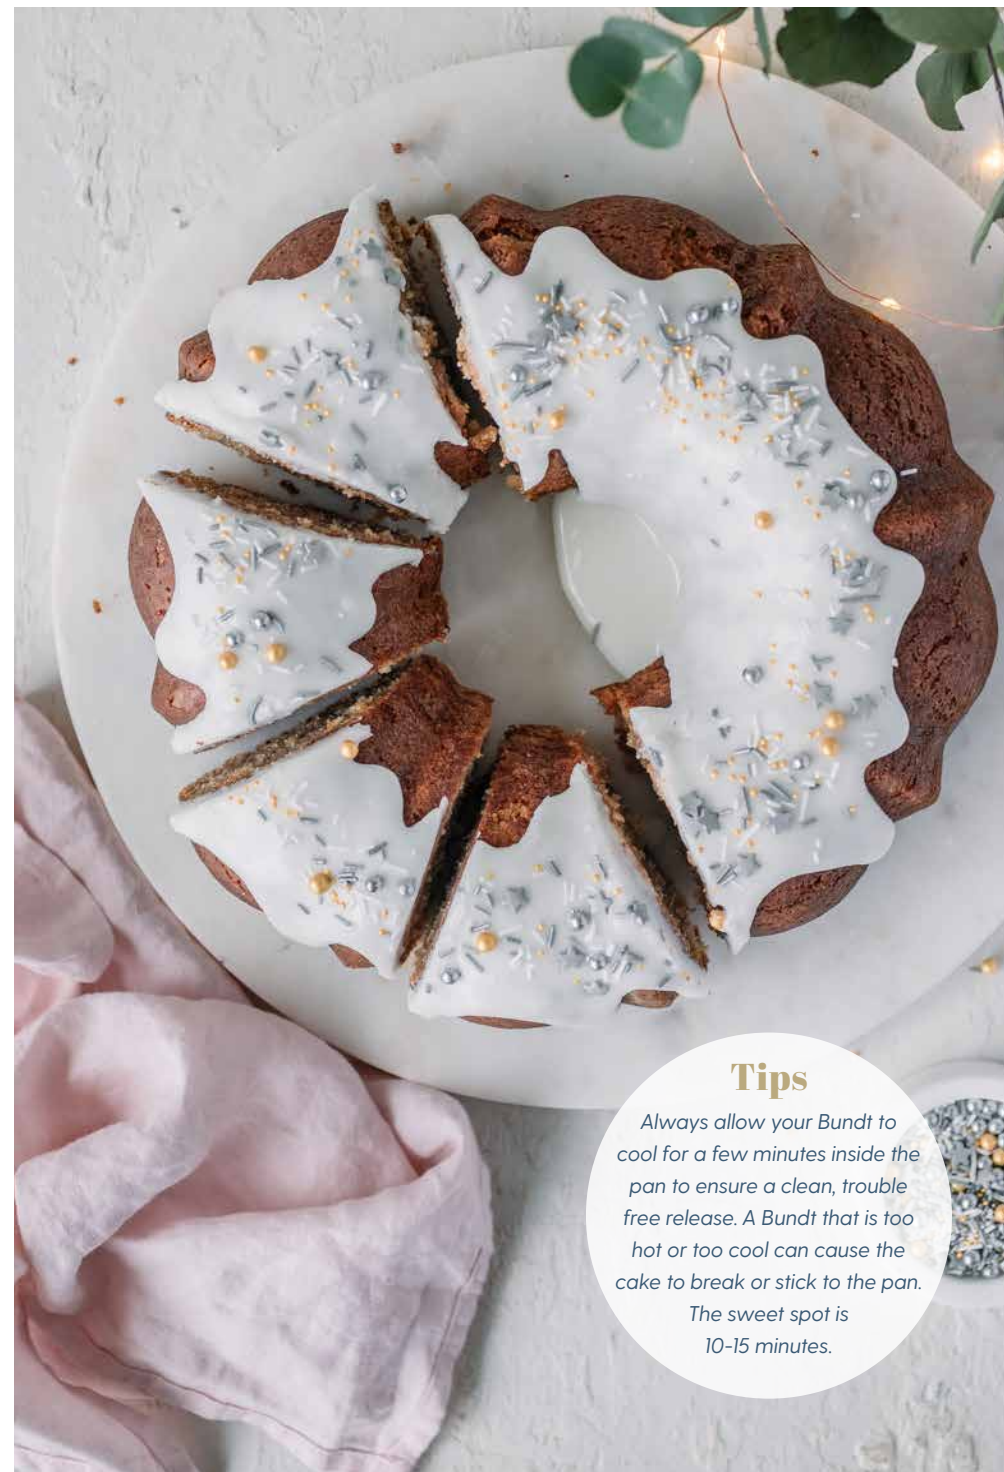 Tips
Always allow your Bundt to
cool for a few minutes inside the
pan to ensure a clean, trouble
free release. A Bundt that is too
hot or too cool can cause the
cake to break or stick to the pan.
The sweet spot is
10-15 minutes.